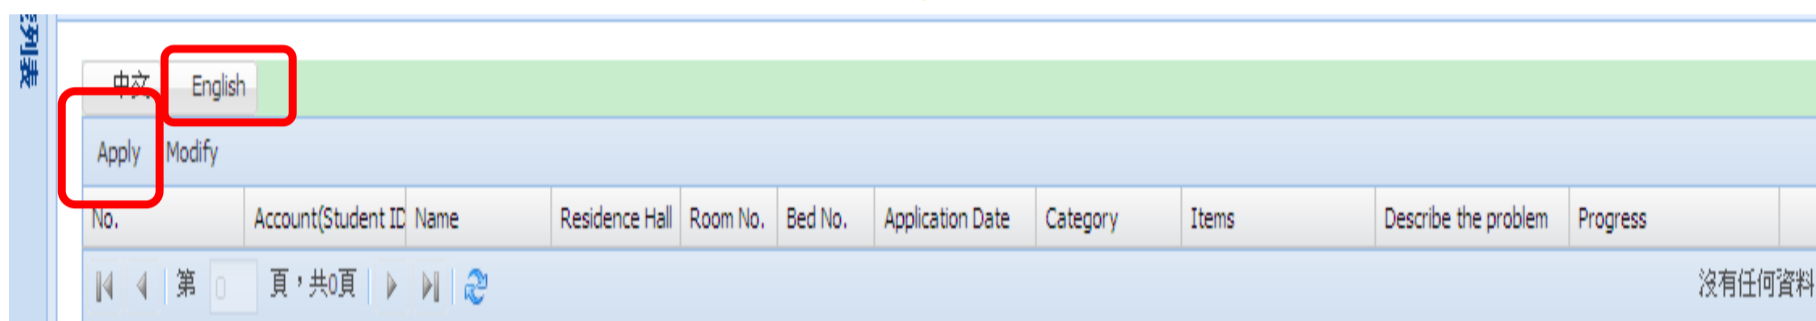 列表
中文 English
Apply Modify
No. Account(Student ID Name Residence Hall Room No. Bed No. Application Date Category Items Describe the problem Progress
第 0 頁，共0頁 沒有任何資料